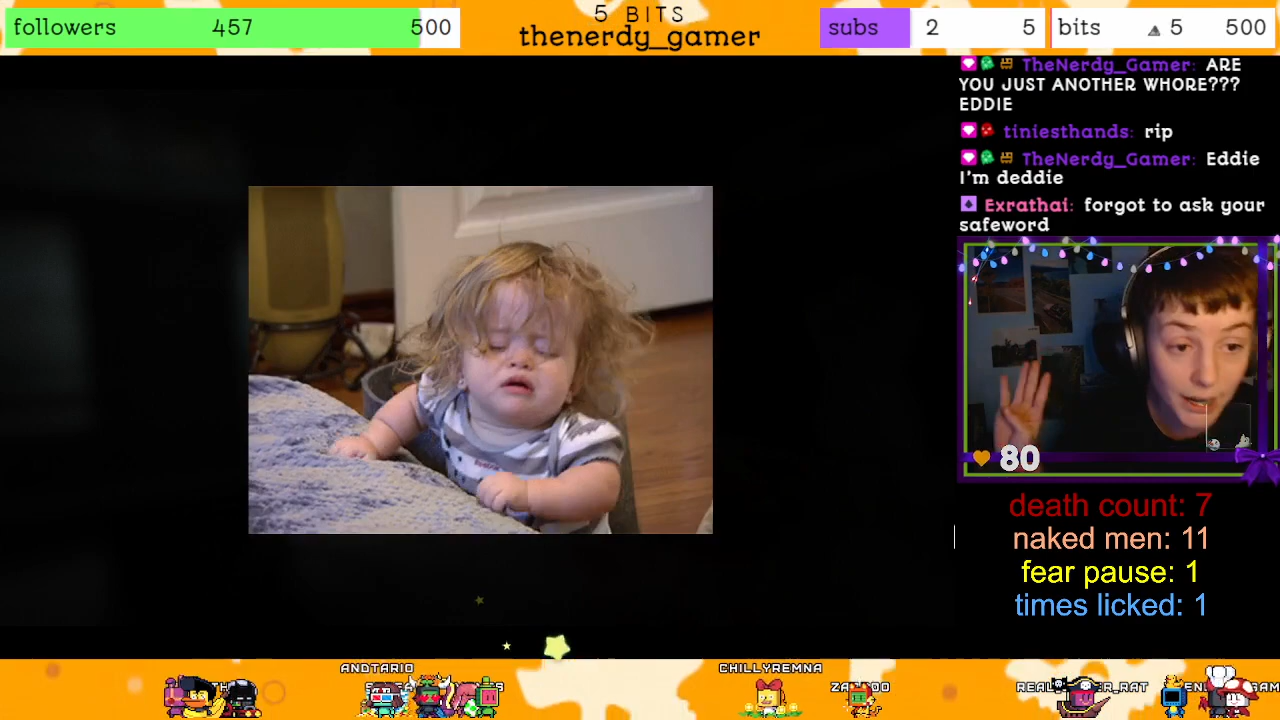 followers 457 500
5 BITS
thenerdy_gamer
subs 2 5
bits 5 500
TheNerdy_Gamer: ARE
YOU JUST ANOTHER WHORE???
EDDIE
tiniesthands: rip
TheNerdy_Gamer: Eddie
I'm deddie
Exrathai: forgot to ask your
safeword
80
death count: 7
naked men: 11
fear pause: 1
times licked: 1
ANDTARIO
CHILLYREMNA